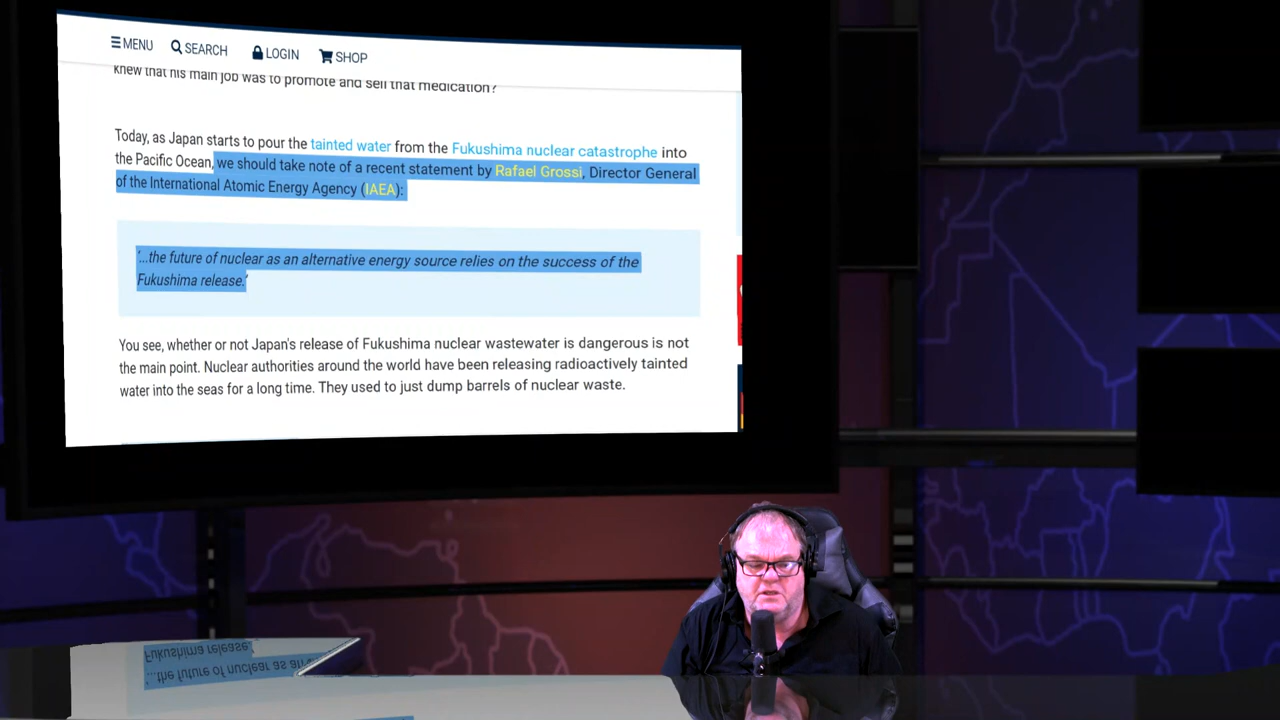 MENU SEARCH LOGIN SHOP
knew that his main job was to promote and sell that medication?
Today, as Japan starts to pour the tainted water from the Fukushima nuclear catastrophe into
the Pacific Ocean, we should take note of a recent statement by Rafael Grossi, Director General
of the International Atomic Energy Agency (IAEA):
'...the future of nuclear as an alternative energy source relies on the success of the
Fukushima release.'
You see, whether or not Japan's release of Fukushima nuclear wastewater is dangerous is not
the main point. Nuclear authorities around the world have been releasing radioactively tainted
water into the seas for a long time. They used to just dump barrels of nuclear waste.